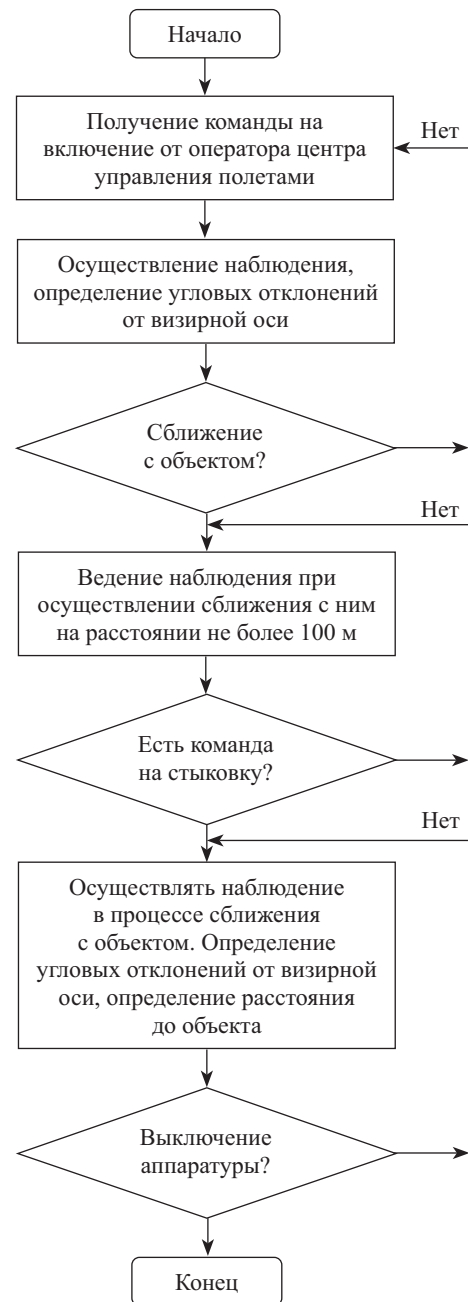 Начало
Получение команды на
включение от оператора центра
управления полетами
Нет
Осуществление наблюдения,
определение угловых отклонений
от визирной оси
Сближение
с объектом?
Нет
Ведение наблюдения при
осуществлении сближения с ним
на расстоянии не более 100 м
Есть команда
на стыковку?
Нет
Осуществлять наблюдение
в процессе сближения
с объектом. Определение
угловых отклонений от визирной
оси, определение расстояния
до объекта
Выключение
аппаратуры?
Конец